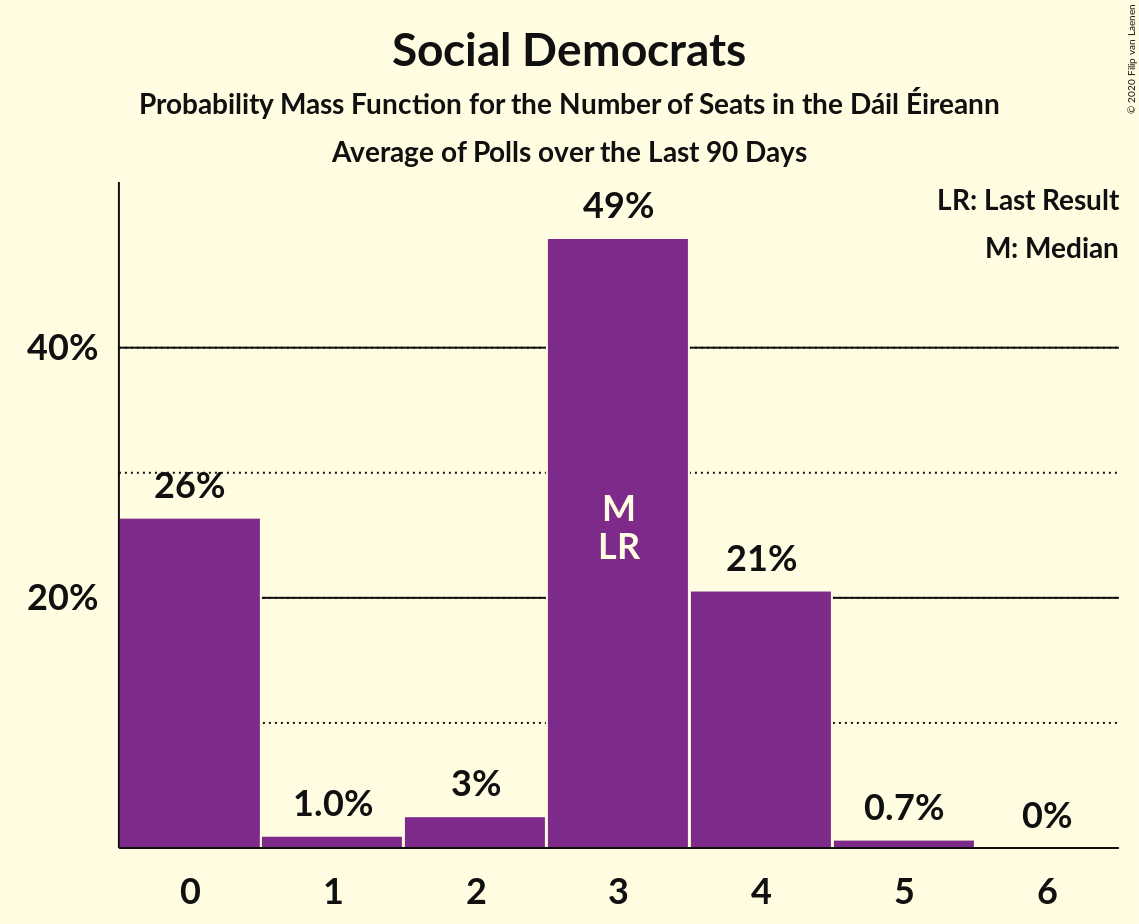 Social Democrats
Probability Mass Function for the Number of Seats in the Dáil Éireann
Average of Polls over the Last 90 Days
© 2020 Filip van Laenen
LR: Last Result
M: Median
49%
40%
26%
M
LR
21%
20%
3%
1.0%
0.7%
0%
0 1 2 3 4 5 6